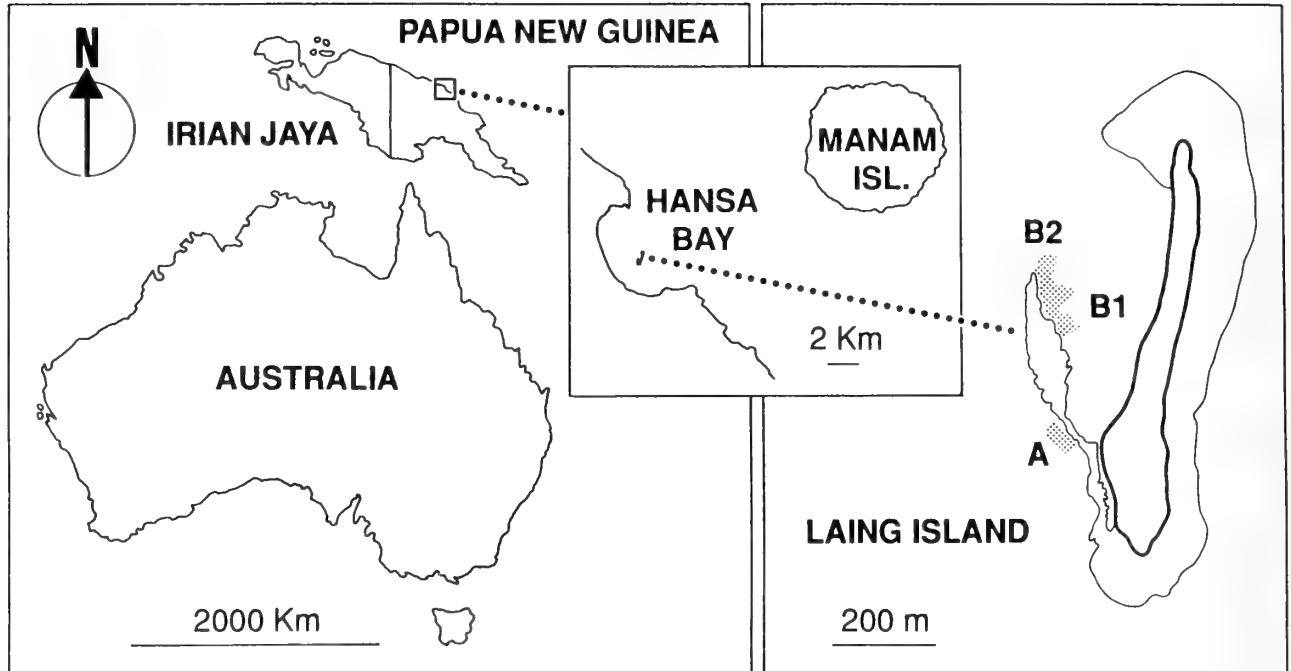 N
PAPUA NEW GUINEA
IRIAN JAYA
AUSTRALIA
2000 Km
MANAM
ISL.
HANSA
BAY
2 Km
B2
B1
A
LAING ISLAND
200 m